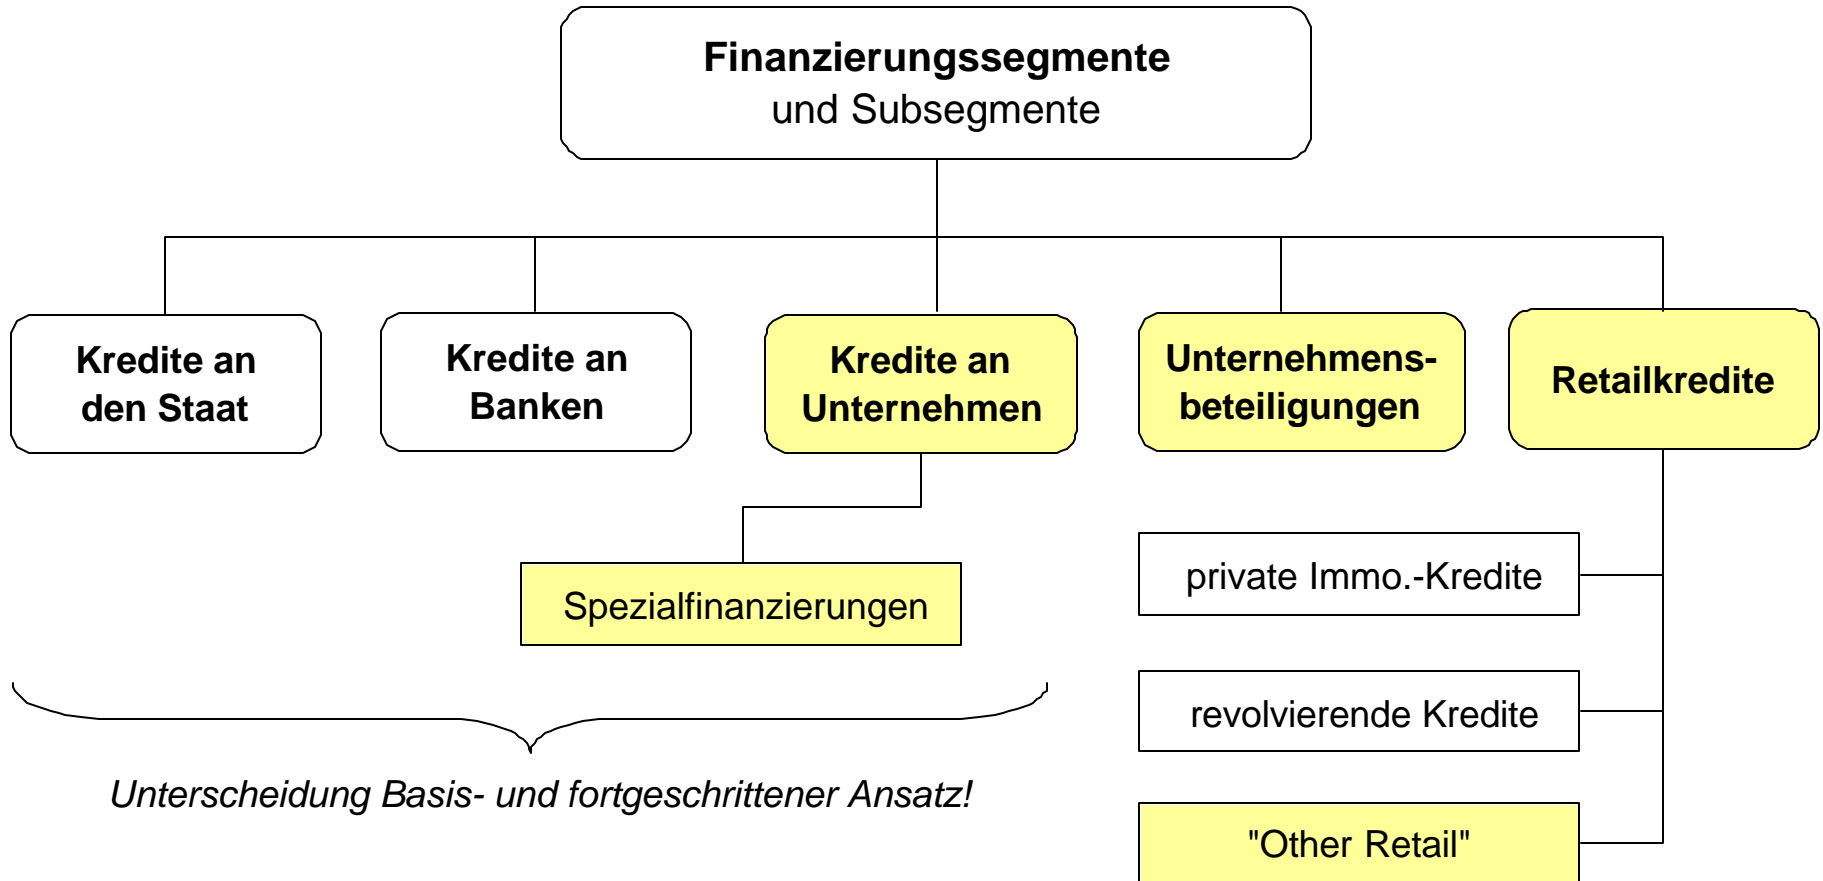 Finanzierungssegmente
und Subsegmente
Kredite an
den Staat
Kredite an
Banken
Kredite an
Unternehmen
Unternehmens-
beteiligungen
Retailkredite
Spezialfinanzierungen
private Immo.-Kredite
revolvierende Kredite
"Other Retail"
Unterscheidung Basis- und fortgeschrittener Ansatz!